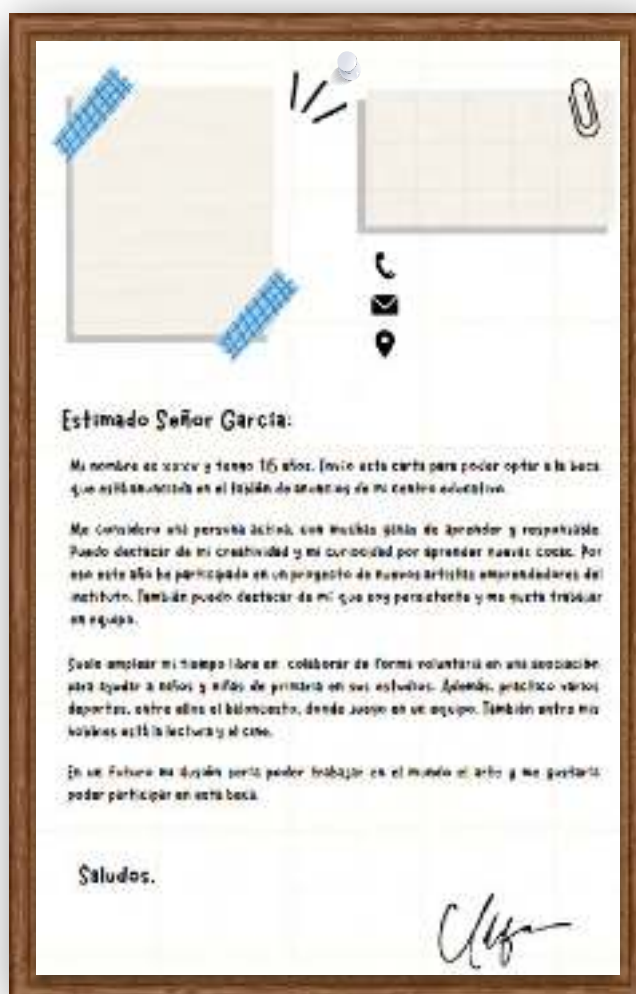 Estimado Señor García:
Mi nombre es xxxx y tengo 16 años. Envío esta carta para poder optar a la beca
que está anunciada en el tablón de anuncios de mi centro educativo.
Me considero una persona activa, con muchas ganas de aprender y responsable.
Puedo destacar de mi creatividad y mi curiosidad por aprender nuevas cosas. Por
eso este año he participado en un proyecto de nuevos artistas emprendedores del
instituto. También puedo destacar de mí que soy persistente y me gusta trabajar
en equipo.
Suelo emplear mi tiempo libre en colaborar de forma voluntaria en una asociación
para ayudar a niños y niñas de primaria en sus estudios. Además, practico varios
deportes, entre ellos el baloncesto, donde juego en un equipo. También entre mis
hobbies está la lectura y el cine.
En un futuro mi ilusión sería poder trabajar en el mundo el arte y me gustaría
poder participar en esta beca.
Saludos.